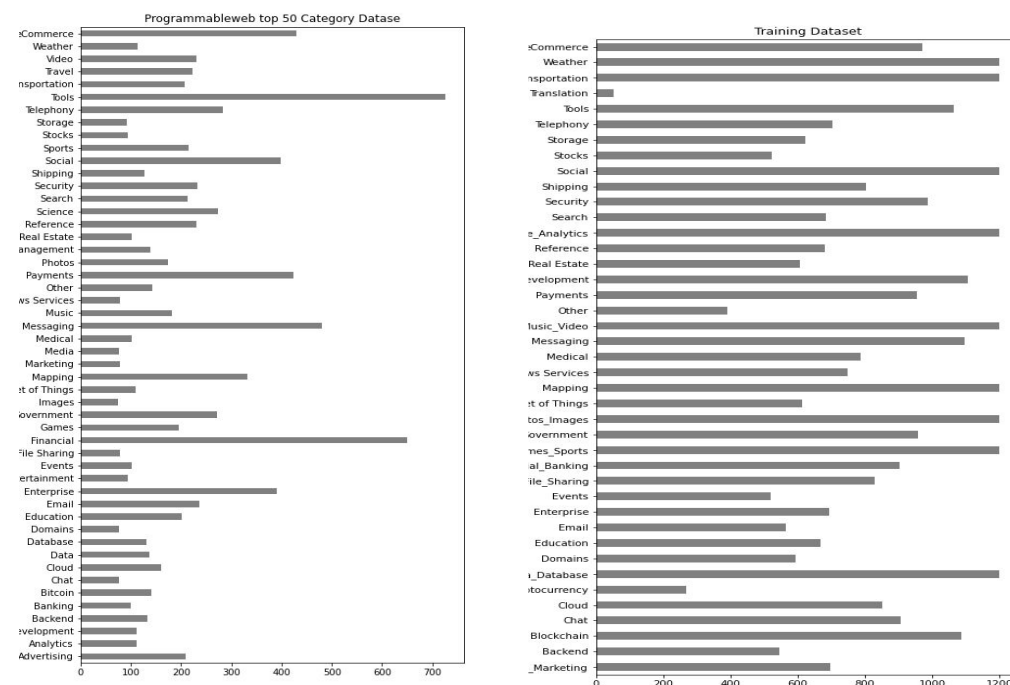 Programmableweb top 50 Category Datase
eCommerce
Weather
Video
Travel
nsportation
Tools
Telephony
Storage
Stocks
Sports
Social
Shipping
Security
Search
Science
Reference
Real Estate
anagement
Photos
Payments
Other
ws Services
Music
Messaging
Medical
Media
Marketing
Mapping
et of Things
Images
Government
Games
Financial
File Sharing
Events
ertainment
Enterprise
Email
Education
Domains
Database
Data
Cloud
Chat
Bitcoin
Banking
Backend
evelopment
Analytics
Advertising
0 100 200 300 400 500 600 700
Training Dataset
eCommerce
Weather
nsportation
Translation
Tools
Telephony
Storage
Stocks
Social
Shipping
Security
Search
e_Analytics
Reference
Real Estate
evelopment
Payments
Other
Music_Video
Messaging
Medical
ws Services
Mapping
et of Things
tos_Images
Government
mes_Sports
ial_Banking
File_Sharing
Events
Enterprise
Email
Education
Domains
a_Database
ptocurrency
Cloud
Chat
Blockchain
Backend
_Marketing
0 200 400 600 800 1000 1200